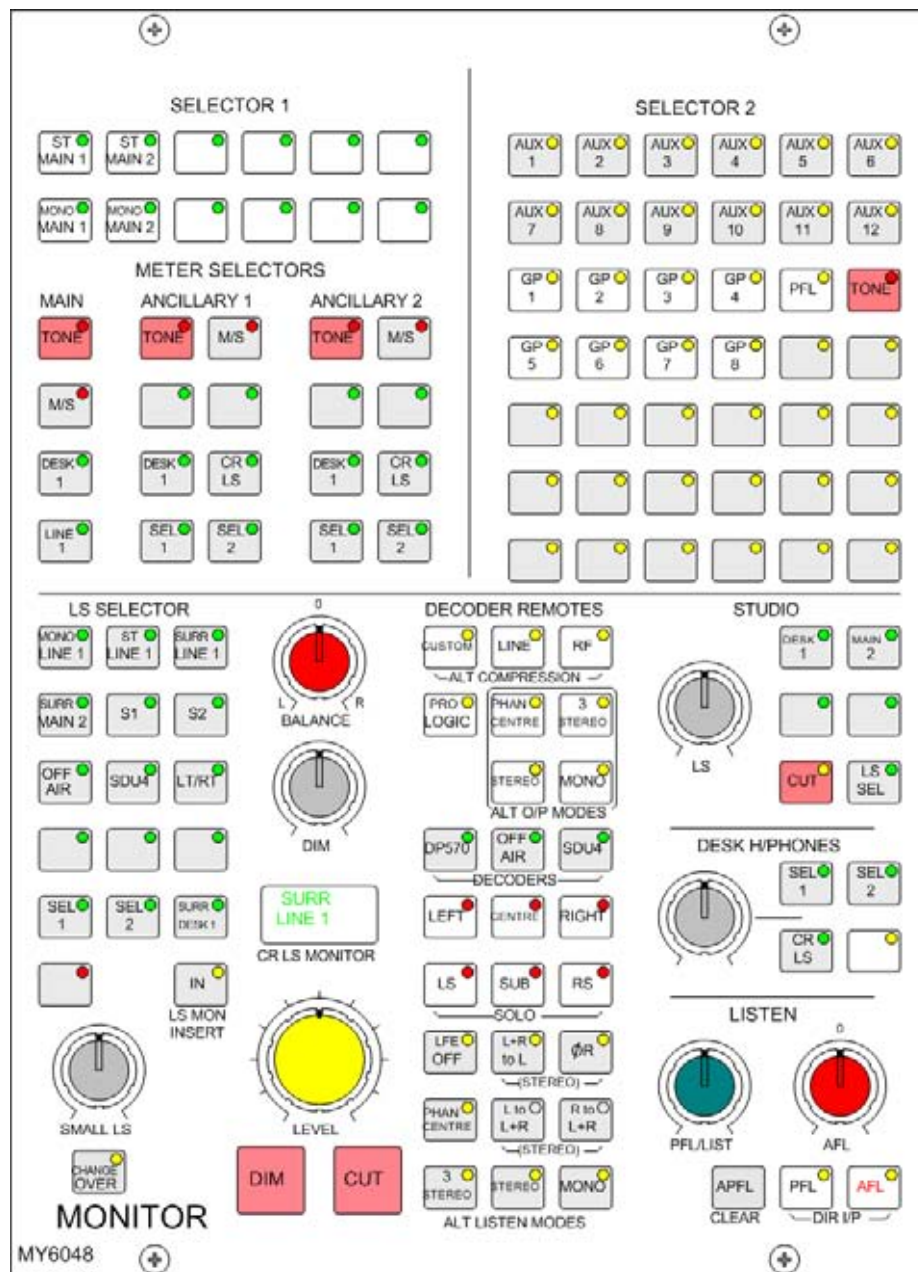 SELECTOR 1
ST MAIN 1
ST MAIN 2
MONO MAIN 1
MONO MAIN 2
METER SELECTORS
MAIN
ANCILLARY 1
ANCILLARY 2
TONE
TONE
M/S
TONE
M/S
M/S
DESK 1
DESK 1
CR LS
DESK 1
CR LS
LINE 1
SEL 1
SEL 2
SEL 1
SEL 2
SELECTOR 2
AUX 1
AUX 2
AUX 3
AUX 4
AUX 5
AUX 6
AUX 7
AUX 8
AUX 9
AUX 10
AUX 11
AUX 12
GP 1
GP 2
GP 3
GP 4
PFL
TONE
GP 5
GP 6
GP 7
GP 8
LS SELECTOR
MONO LINE 1
ST LINE 1
SURR LINE 1
SURR MAIN 2
S1
S2
OFF AIR
SDU4
LT/RT
SEL 1
SEL 2
SURR DESK 1
IN
LS MON
INSERT
SMALL LS
CHANGE OVER
MONITOR
MY6048
0
L
R
BALANCE
DIM
SURR
LINE 1
CR LS MONITOR
LEVEL
DIM
CUT
DECODER REMOTES
CUSTOM
LINE
RF
ALT COMPRESSION
PRO LOGIC
PHAN CENTRE
3 STEREO
STEREO
MONO
ALT O/P MODES
DP570
OFF AIR
SDU4
DECODERS
LEFT
CENTRE
RIGHT
LS
SUB
RS
SOLO
LFE OFF
L+R to L
ØR
(STEREO)
PHAN CENTRE
L to L+R
R to L+R
(STEREO)
3 STEREO
STEREO
MONO
ALT LISTEN MODES
STUDIO
DESK 1
MAIN 2
LS
CUT
LS SEL
DESK H/PHONES
SEL 1
SEL 2
CR LS
LISTEN
0
PFL/LIST
AFL
APFL
PFL
AFL
CLEAR
DIR I/P